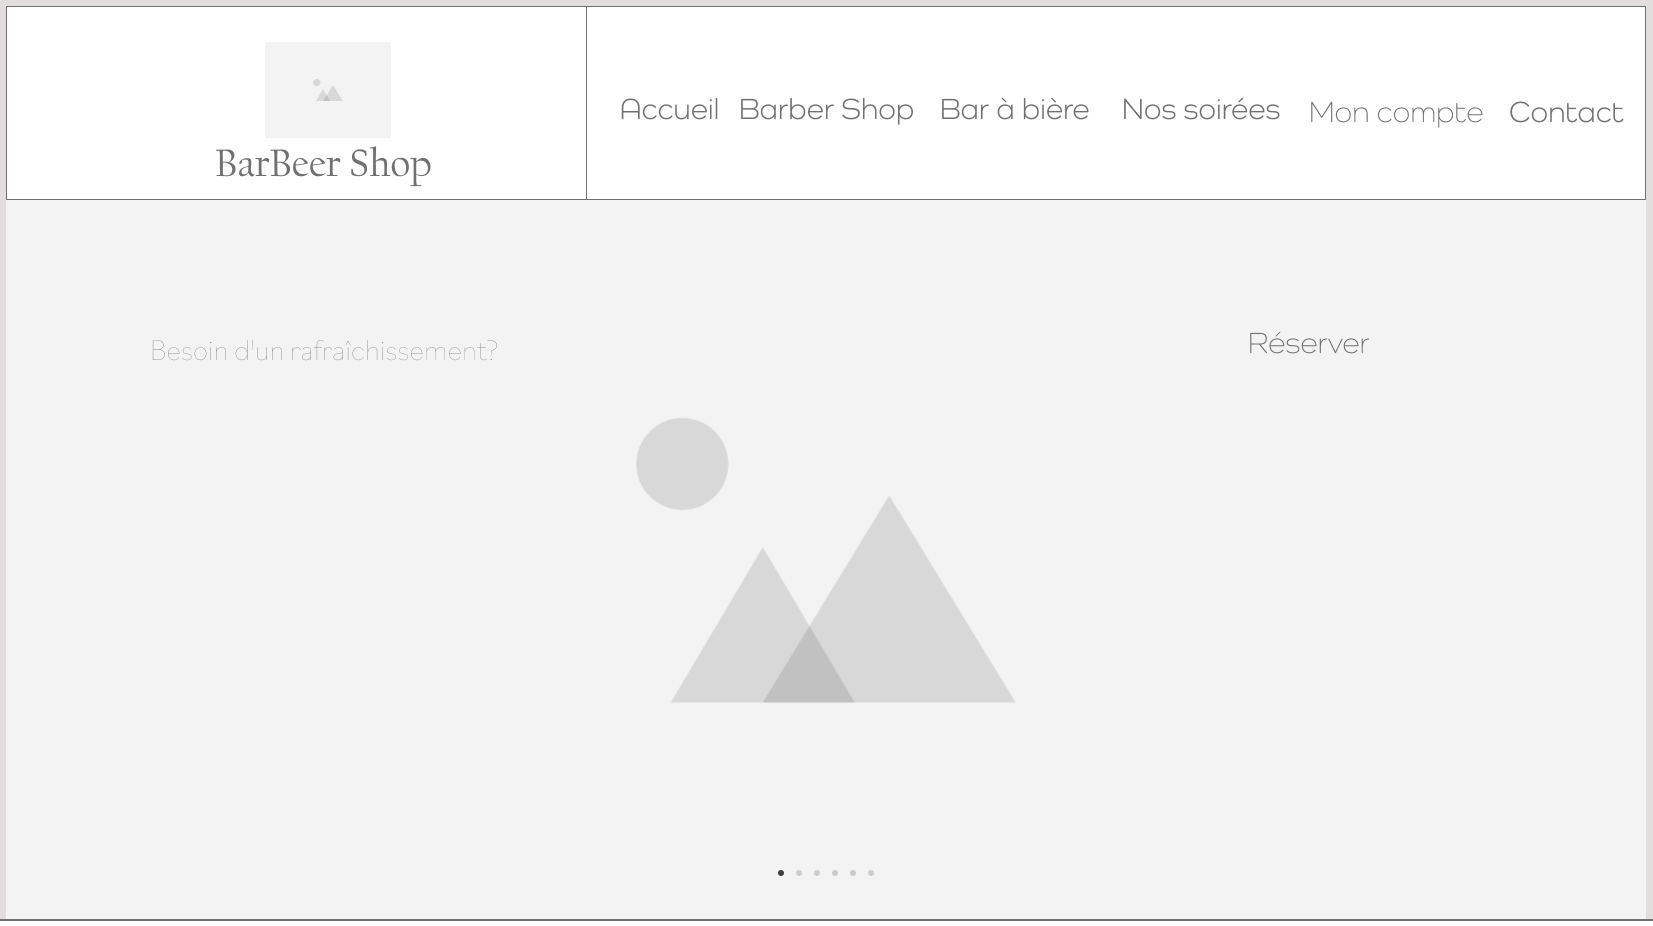 BarBeer Shop
Accueil Barber Shop Bar à bière Nos soirées Mon compte Contact
Besoin d'un rafraîchissement?
Réserver